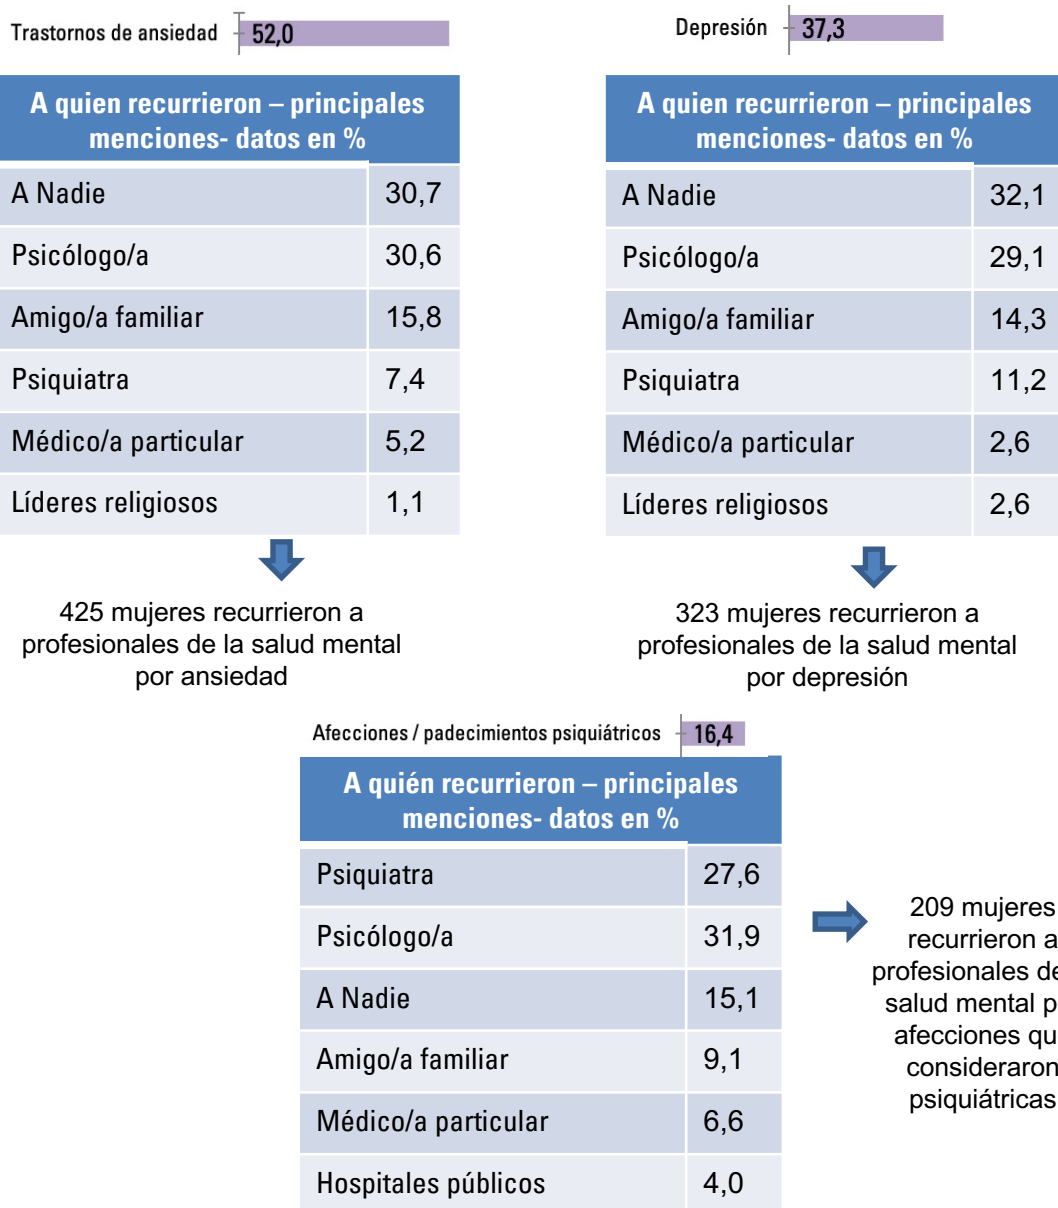 Trastornos de ansiedad 52,0
A quien recurrieron – principales
menciones- datos en %
A Nadie 30,7
Psicólogo/a 30,6
Amigo/a familiar 15,8
Psiquiatra 7,4
Médico/a particular 5,2
Líderes religiosos 1,1
425 mujeres recurrieron a
profesionales de la salud mental
por ansiedad
Depresión 37,3
A quien recurrieron – principales
menciones- datos en %
A Nadie 32,1
Psicólogo/a 29,1
Amigo/a familiar 14,3
Psiquiatra 11,2
Médico/a particular 2,6
Líderes religiosos 2,6
323 mujeres recurrieron a
profesionales de la salud mental
por depresión
Afecciones / padecimientos psiquiátricos 16,4
A quién recurrieron – principales
menciones- datos en %
Psiquiatra 27,6
Psicólogo/a 31,9
A Nadie 15,1
Amigo/a familiar 9,1
Médico/a particular 6,6
Hospitales públicos 4,0
209 mujeres
recurrieron a
profesionales
salud mental
afecciones
consideraron
psiquiátricas